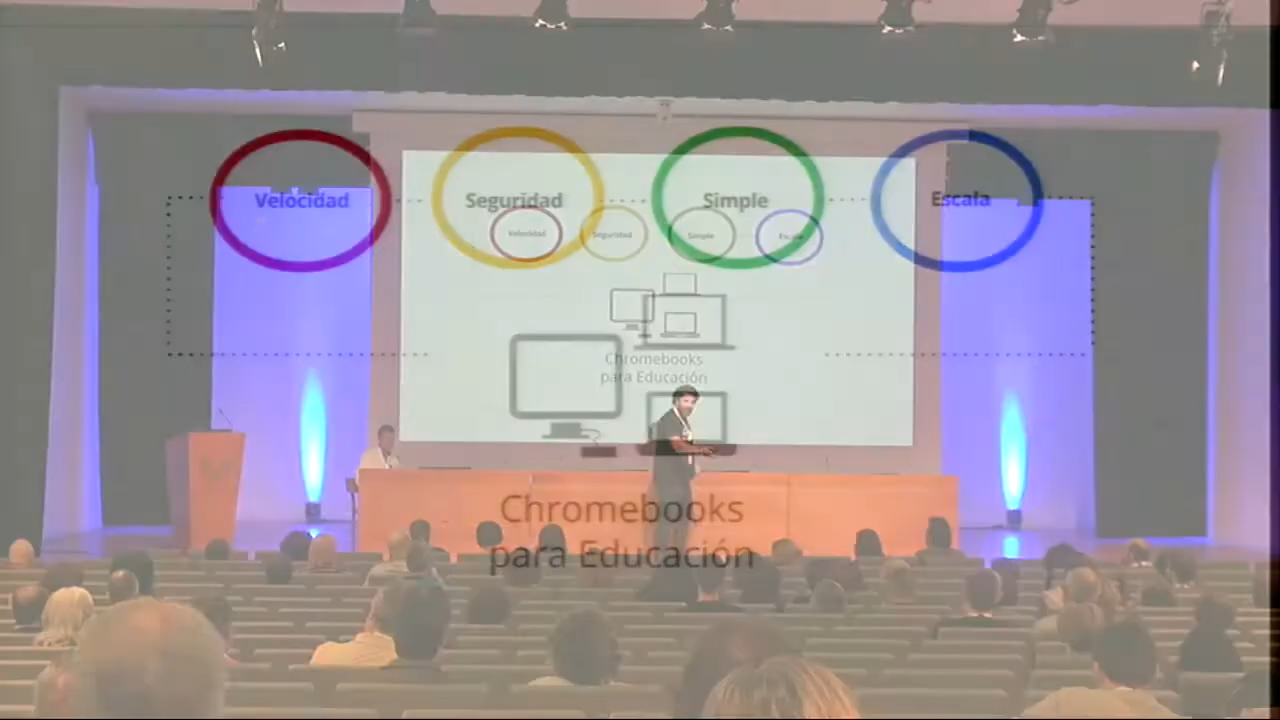 Velocidad
Seguridad
Simple
Escala
Velocidad
Seguridad
Simple
Escala
Chromebooks
para Educación
Chromebooks
para Educación